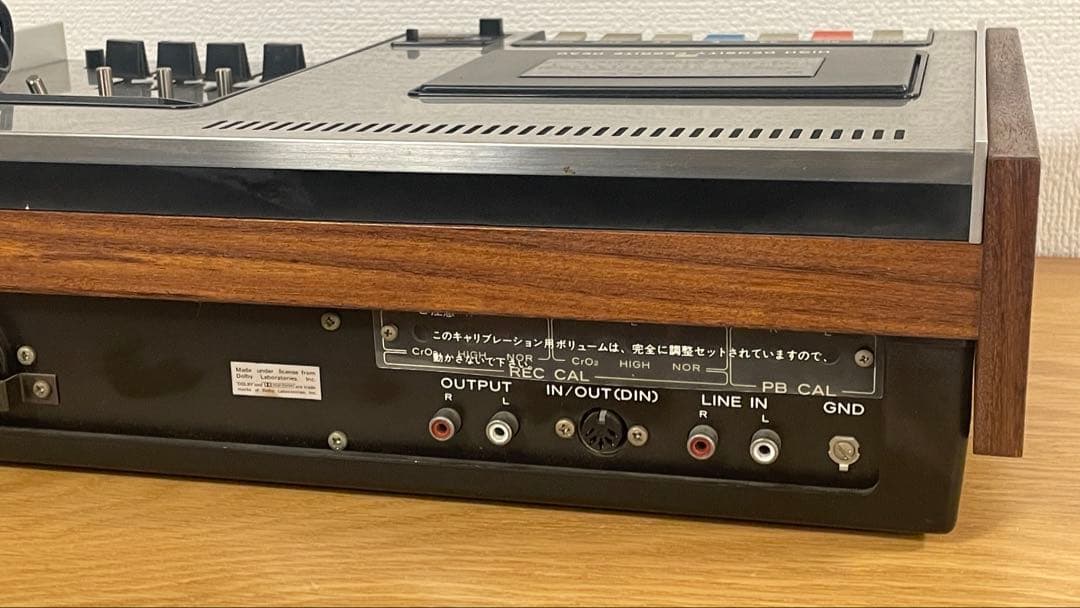 HIGH QUALITY CASSETTE DECK
このキャリブレーション用ボリュームは、完全に調整セットされていますので、
動かさないで下さい。
CrO₂ HIGH NOR CrO₂ HIGH NOR
REC CAL PB CAL
OUTPUT IN/OUT(DIN) LINE IN GND
R L R L
Made under license from
Dolby Laboratories, Inc.